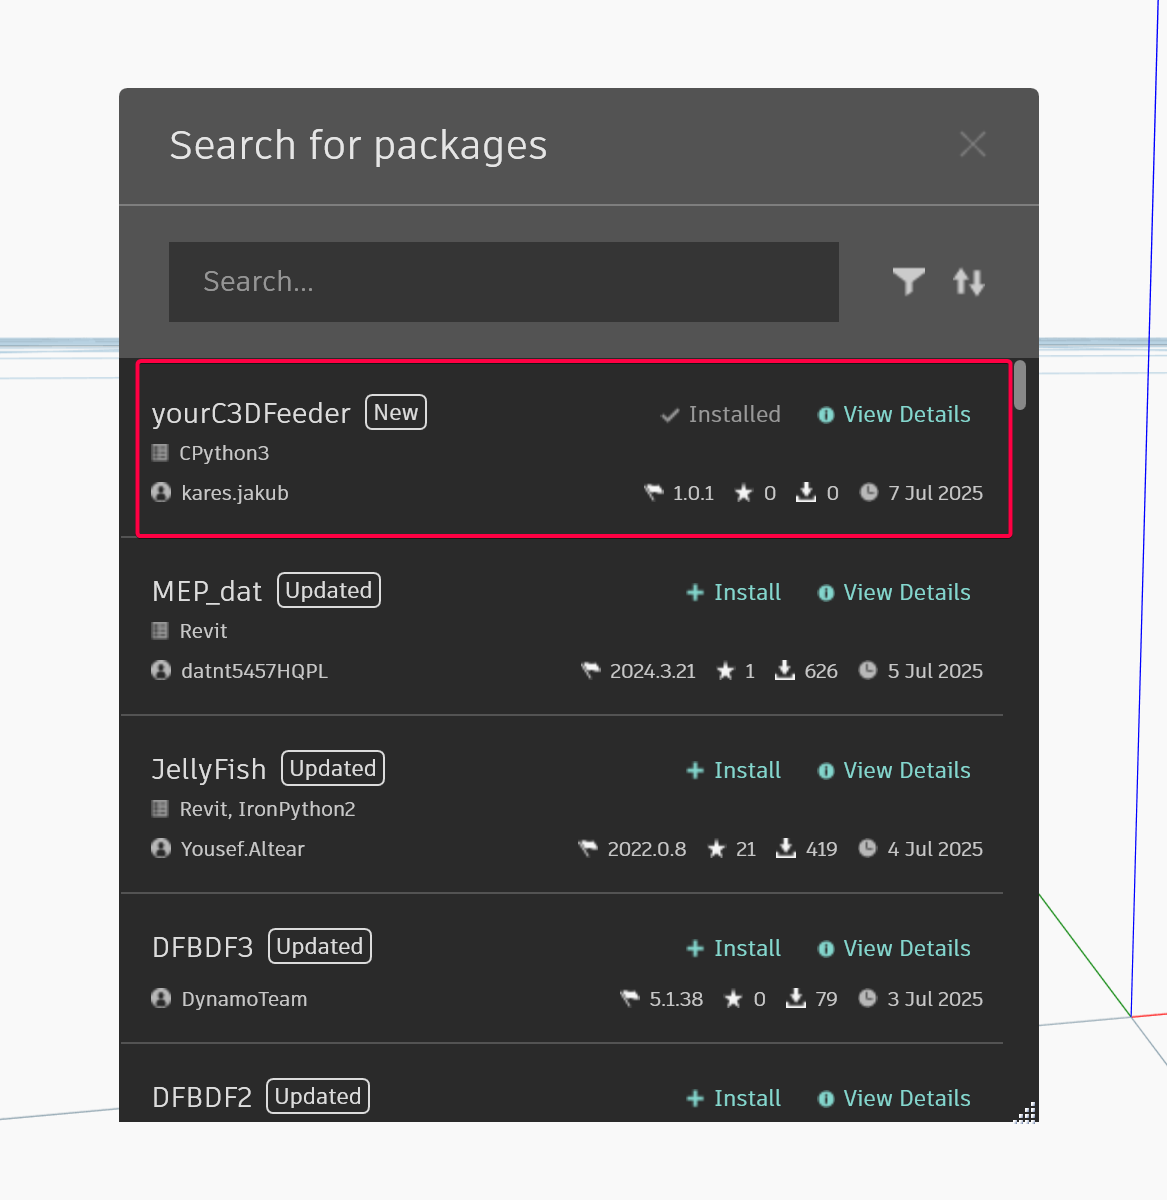 Search for packages
Search...
yourC3DFeeder New Installed View Details
CPython3
kares.jakub 1.0.1 0 0 7 Jul 2025
MEP_dat Updated Install View Details
Revit
datnt5457HQPL 2024.3.21 1 626 5 Jul 2025
JellyFish Updated Install View Details
Revit, IronPython2
Yousef.Altear 2022.0.8 21 419 4 Jul 2025
DFBDF3 Updated Install View Details
DynamoTeam 5.1.38 0 79 3 Jul 2025
DFBDF2 Updated Install View Details